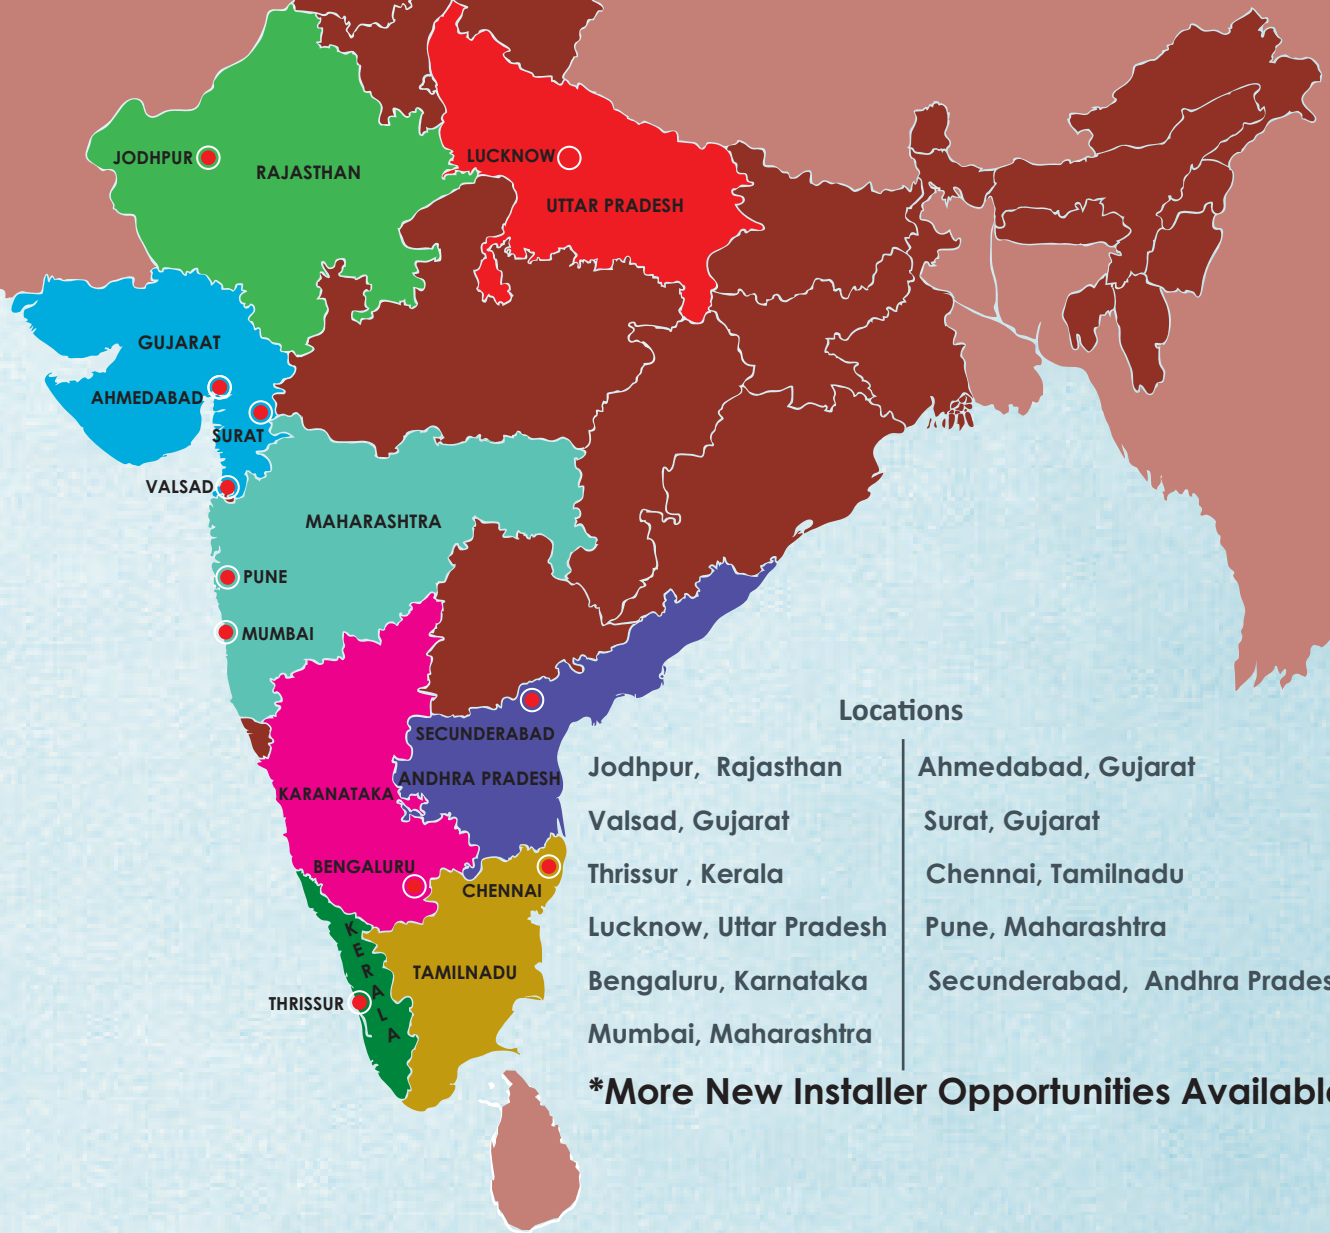 JODHPUR
RAJASTHAN
LUCKNOW
UTTAR PRADESH
GUJARAT
AHMEDABAD
SURAT
VALSAD
MAHARASHTRA
PUNE
MUMBAI
SECUNDERABAD
ANDHRA PRADESH
KARANATAKA
BENGALURU
CHENNAI
TAMILNADU
KERALA
THRISSUR
Locations
Jodhpur, Rajasthan
Valsad, Gujarat
Thrissur , Kerala
Lucknow, Uttar Pradesh
Bengaluru, Karnataka
Mumbai, Maharashtra
Ahmedabad, Gujarat
Surat, Gujarat
Chennai, Tamilnadu
Pune, Maharashtra
Secunderabad, Andhra Prades
*More New Installer Opportunities Available